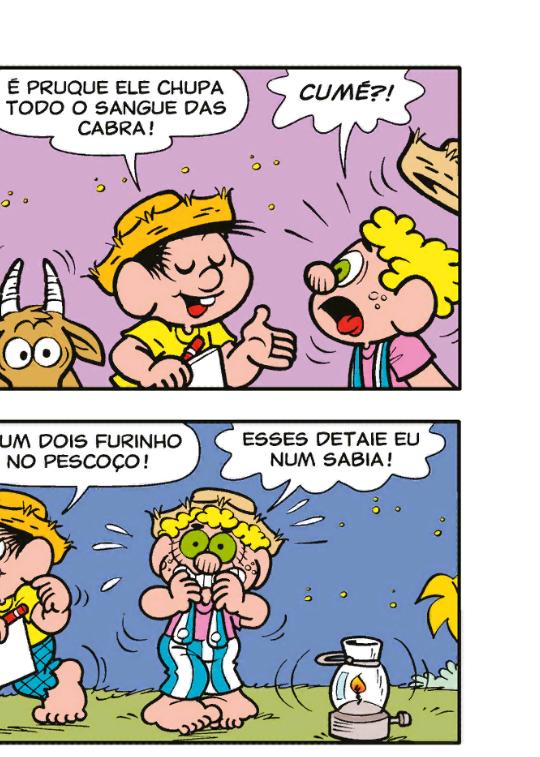 É PRUQUE ELE CHUPA
TODO O SANGUE DAS
CABRA!
CUMÉ?!
UM DOIS FURINHO
NO PESCOÇO!
ESSES DETAIE EU
NUM SABIA!